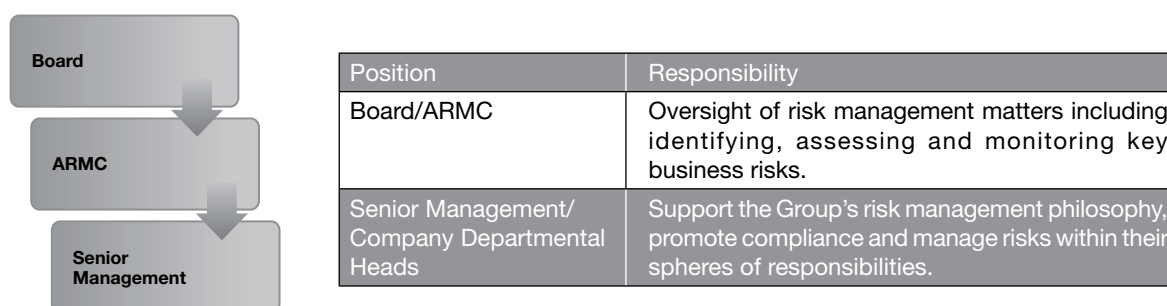 Board
ARMC
Senior
Management
Position Responsibility
Board/ARMC Oversight of risk management matters including
identifying, assessing and monitoring key
business risks.
Senior Management/ Support the Group's risk management philosophy,
Company Departmental promote compliance and manage risks within their
Heads spheres of responsibilities.